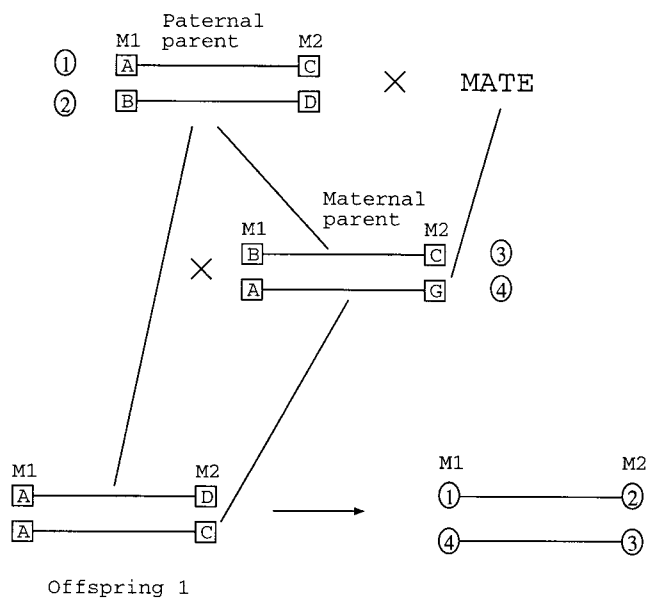 Paternal
M1 parent M2
① A C
② B D
× MATE
Maternal
M1 parent M2
× B C ③
A G ④
M1 M2
A D
A C
M1 M2
① ②
④ ③
Offspring 1